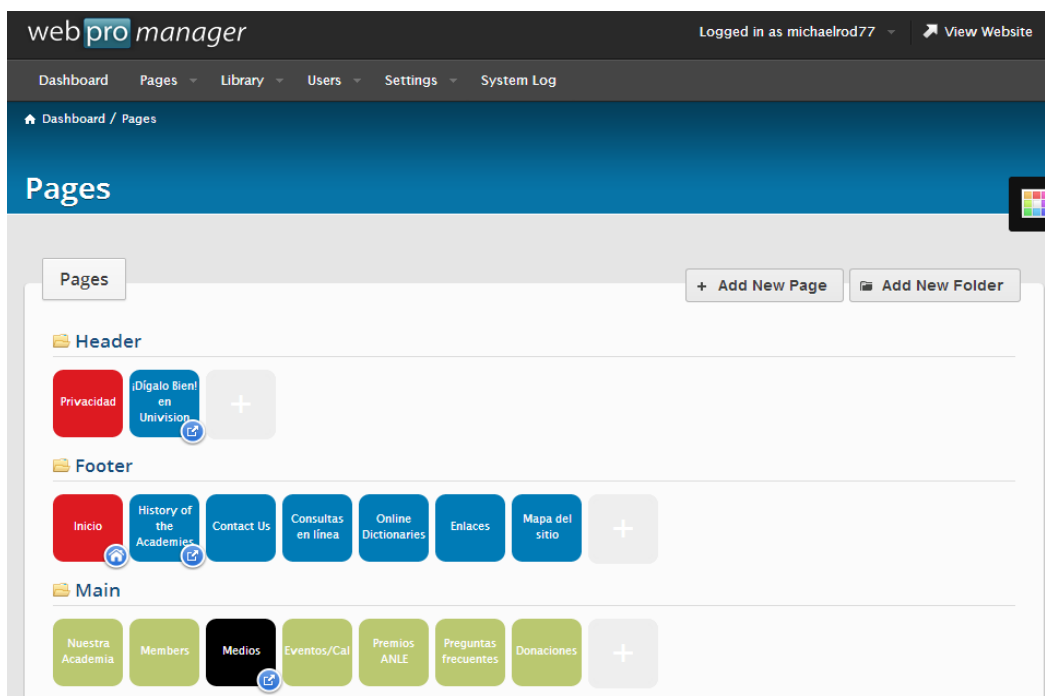 web pro manager
Logged in as michaelrod77
View Website
Dashboard
Pages
Library
Users
Settings
System Log
Dashboard / Pages
Pages
Pages
+ Add New Page
Add New Folder
Header
Privacidad
¡Dígalo Bien!
en
Univision
+
Footer
Inicio
History of
the
Academies
Contact Us
Consultas
en línea
Online
Dictionaries
Enlaces
Mapa del
sitio
+
Main
Nuestra
Academia
Members
Medios
Eventos/Cal
Premios
ANLE
Preguntas
frecuentes
Donaciones
+